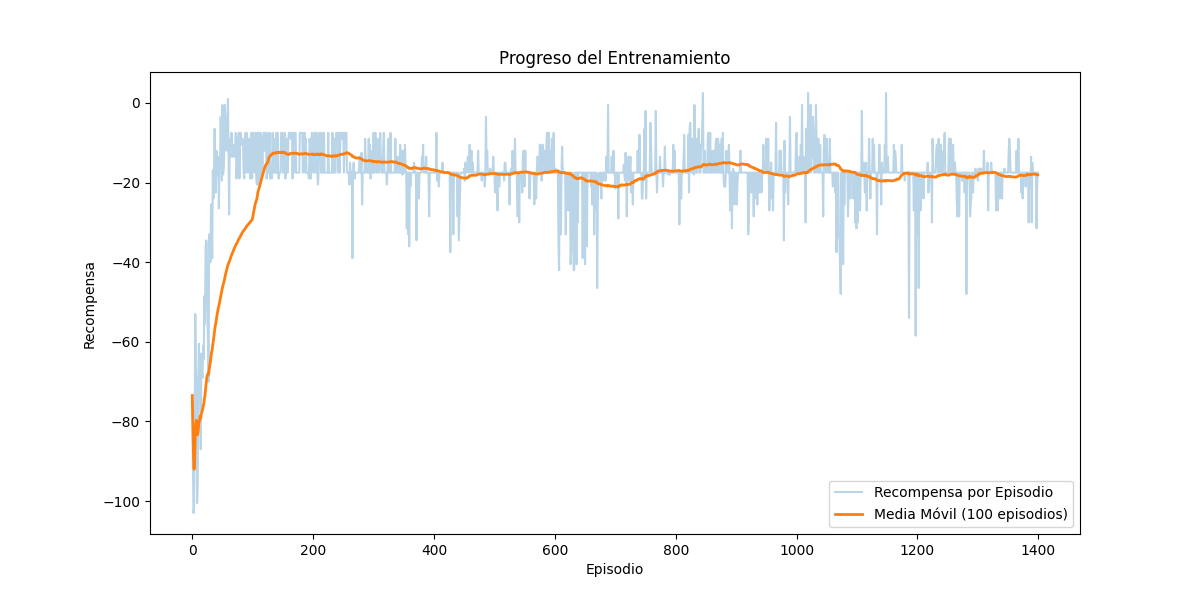 Progreso del Entrenamiento
Recompensa
0
−20
−40
−60
−80
−100
0 200 400 600 800 1000 1200 1400
Episodio
Recompensa por Episodio
Media Móvil (100 episodios)